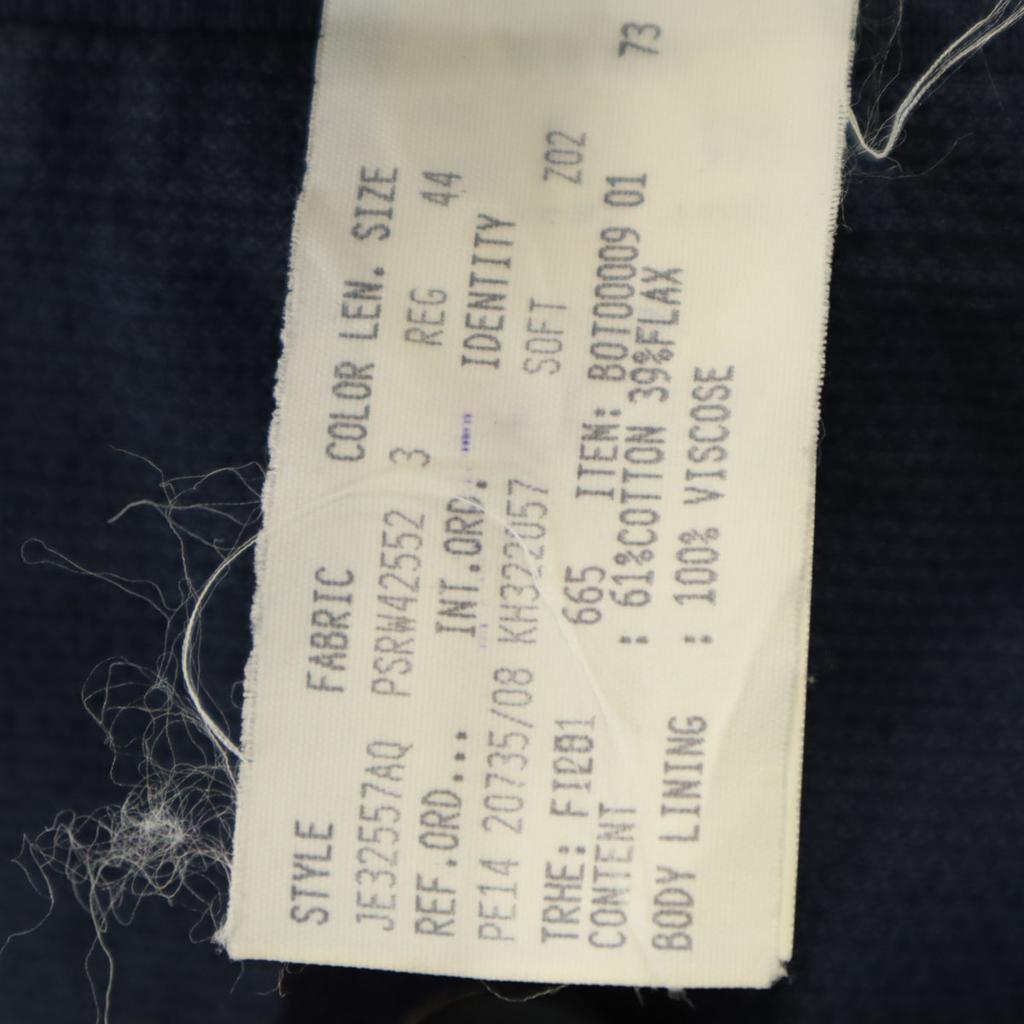 STYLE FABRIC COLOR LEN. SIZE
JE32557AQ PSRW42552 3 REG 44
REF.ORD... INT.ORD. IDENTITY
PE14 20735/08 KH322057 SOFT Z02
TRHE: 665 ITEM: BOT00009 01 73
CONTENT : 61%COTTON 39%FLAX
BODY LINING : 100% VISCOSE